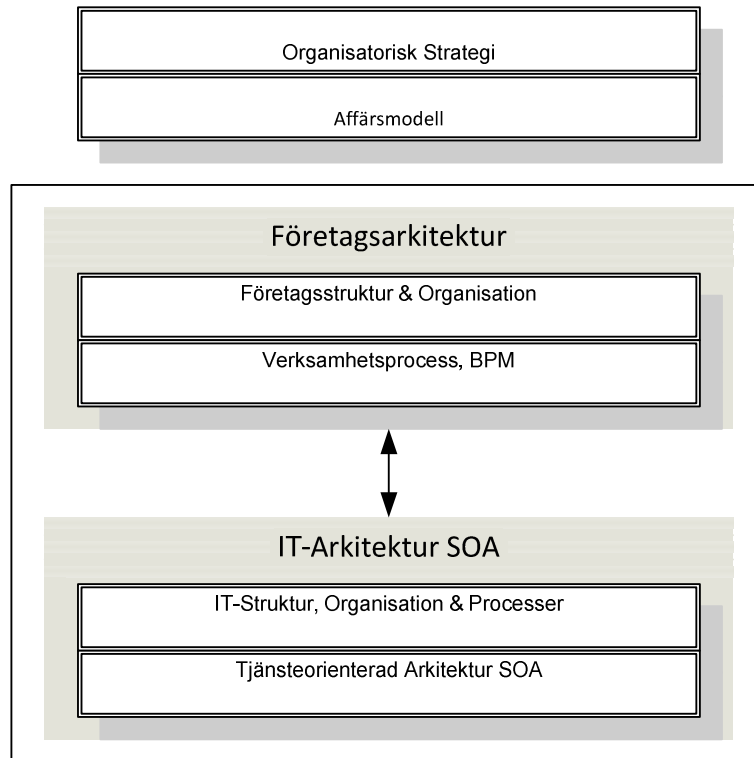 Organisatorisk Strategi
Affärsmodell
Företagsarkitektur
Företagsstruktur & Organisation
Verksamhetsprocess, BPM
IT-Arkitektur SOA
IT-Struktur, Organisation & Processer
Tjänsteorienterad Arkitektur SOA